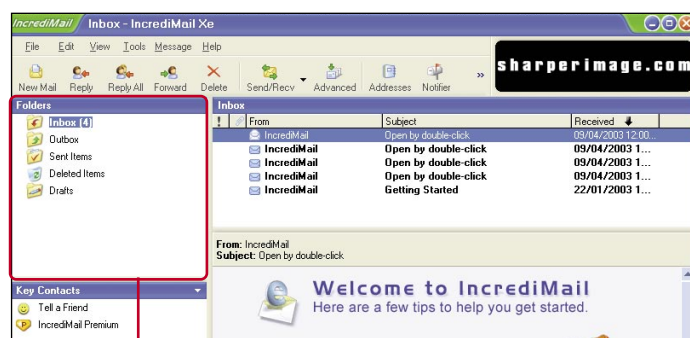 IncrediMail Inbox - IncrediMail Xe
File Edit View Tools Message Help
New Mail Reply Reply All Forward Delete Send/Recv Advanced Addresses Notifier »
sharperimage.com
Folders
Inbox (4)
Outbox
Sent Items
Deleted Items
Drafts
Key Contacts
Tell a Friend
IncrediMail Premium
Inbox
! From Subject Received
IncrediMail Open by double-click 09/04/2003 12:00...
IncrediMail Open by double-click 09/04/2003 1...
IncrediMail Open by double-click 09/04/2003 1...
IncrediMail Open by double-click 09/04/2003 1...
IncrediMail Getting Started 22/01/2003 1...
From: IncrediMail
Subject: Open by double-click
Welcome to IncrediMail
Here are a few tips to help you get started.